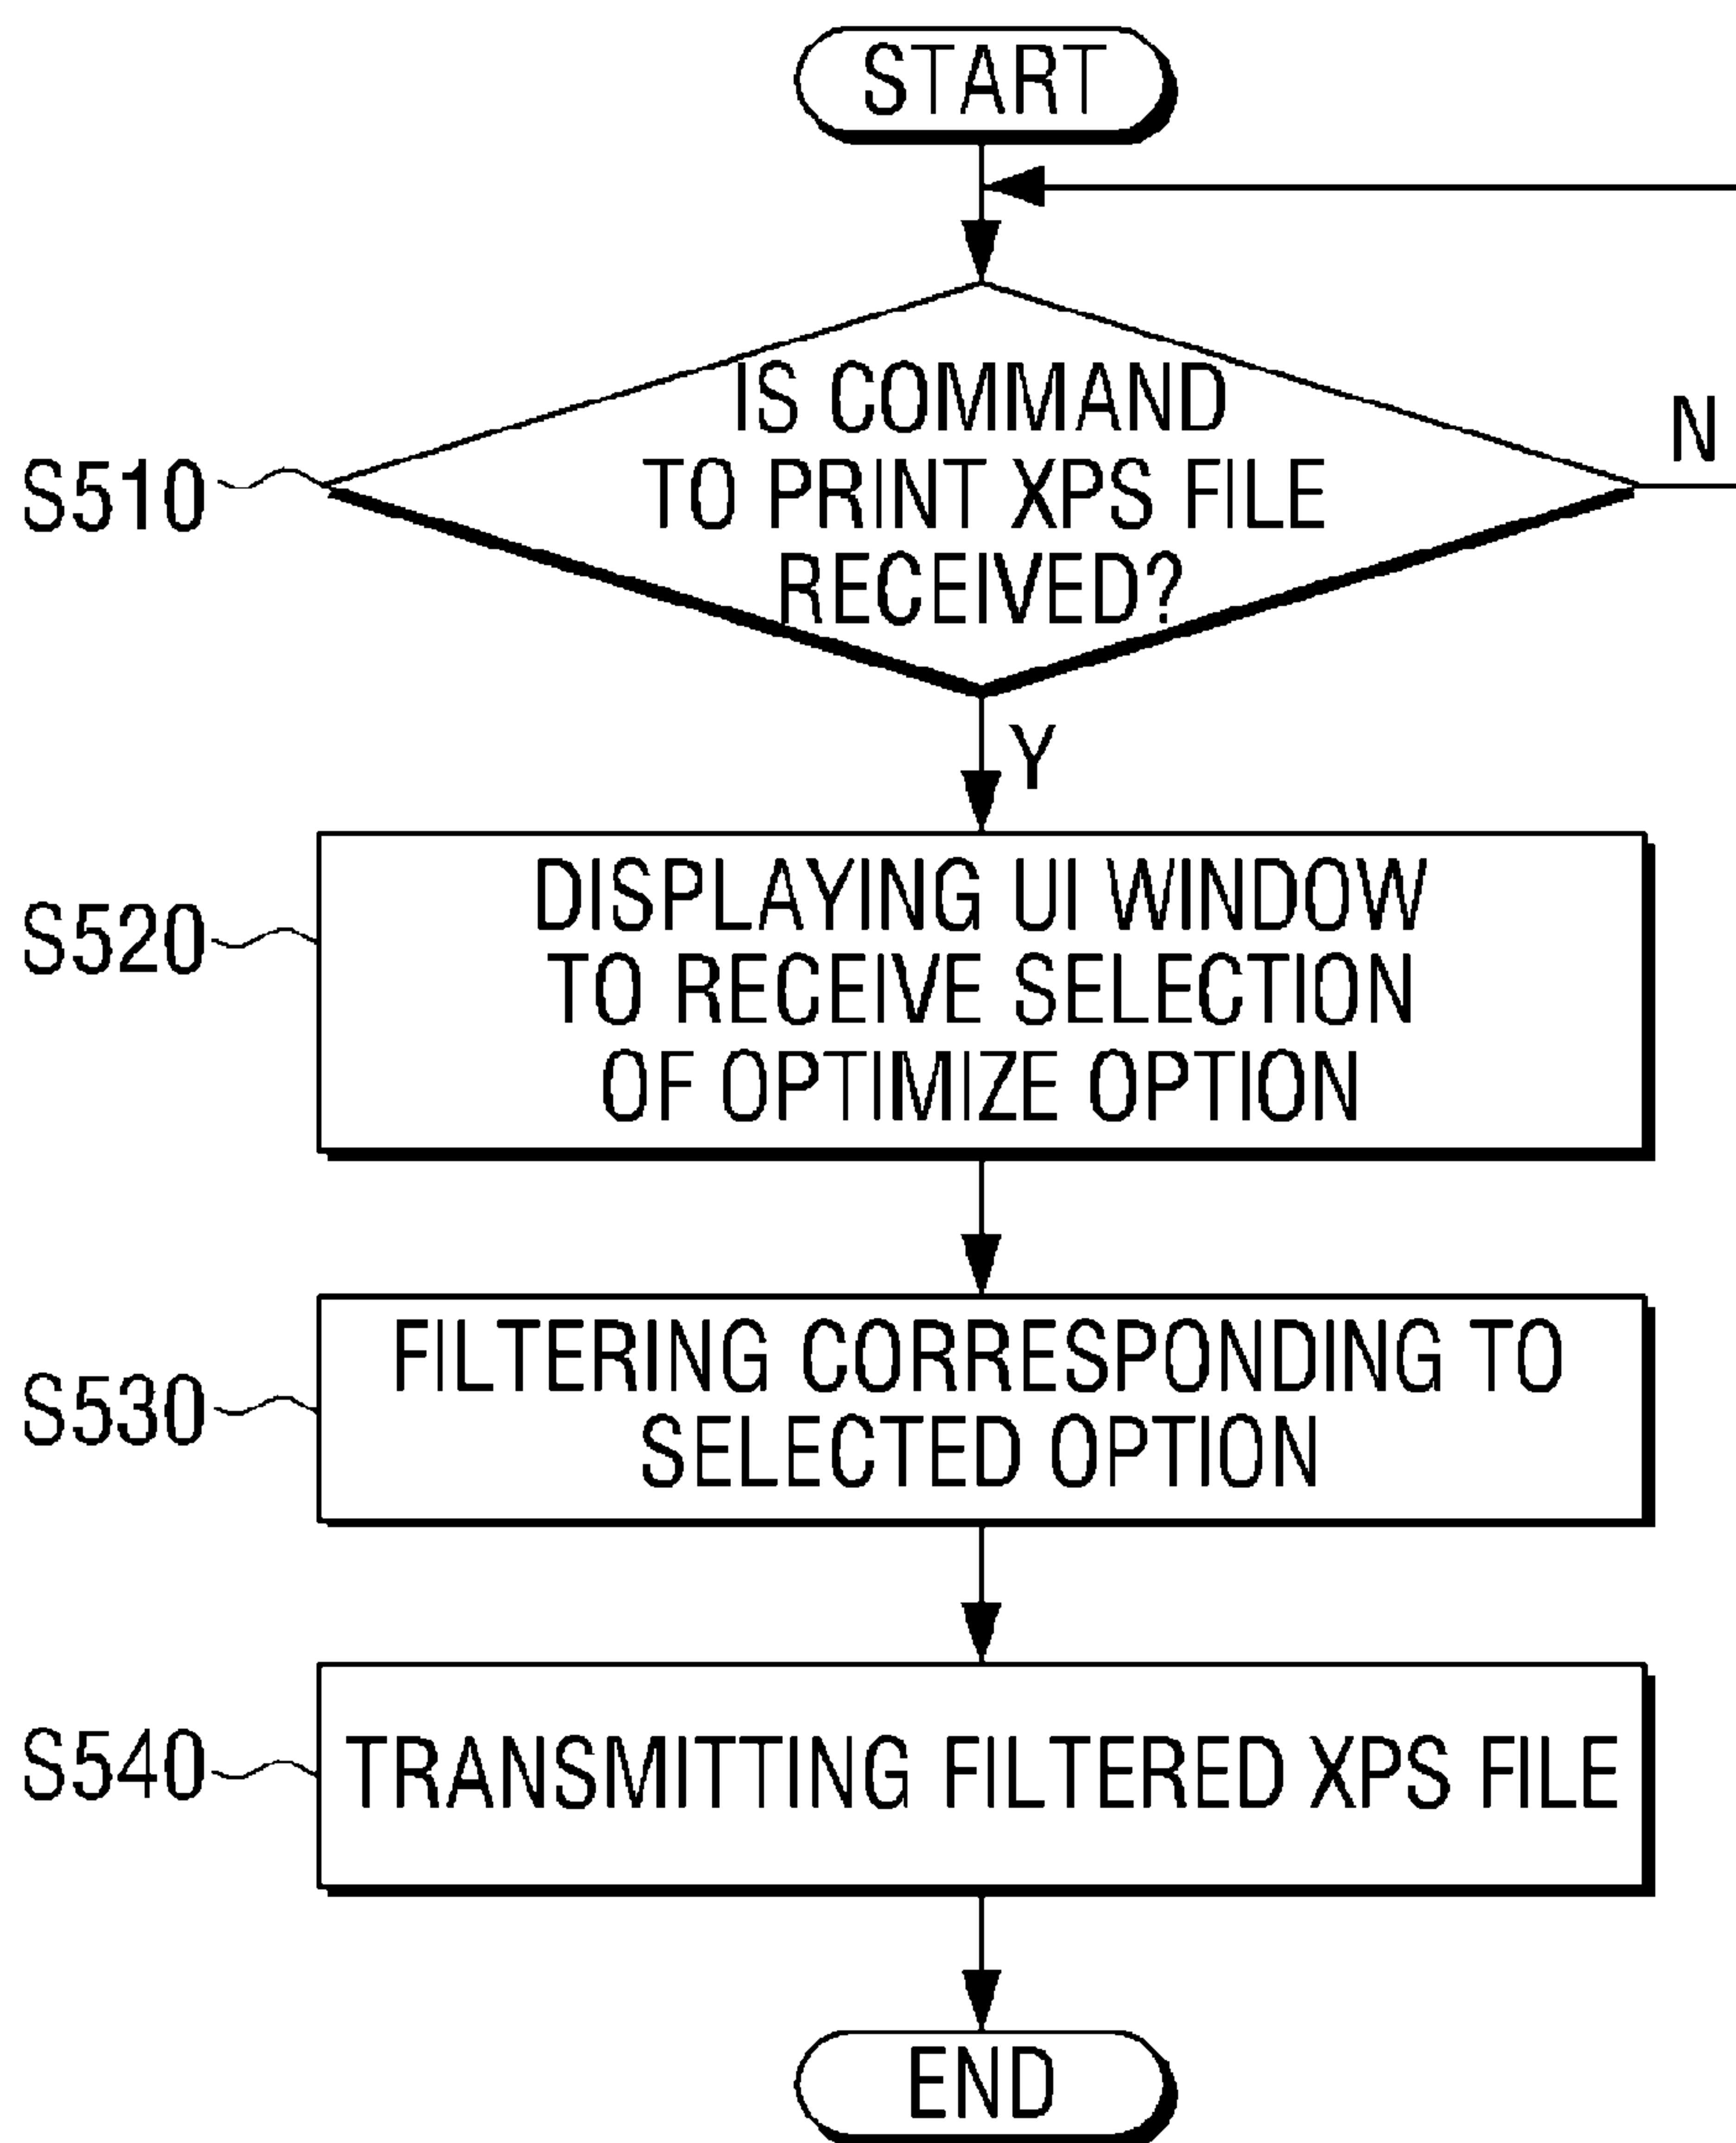 START
IS COMMAND
TO PRINT XPS FILE
RECEIVED?
N
S510
Y
DISPLAYING UI WINDOW
TO RECEIVE SELECTION
OF OPTIMIZE OPTION
S520
FILTERING CORRESPONDING TO
SELECTED OPTION
S530
TRANSMITTING FILTERED XPS FILE
S540
END